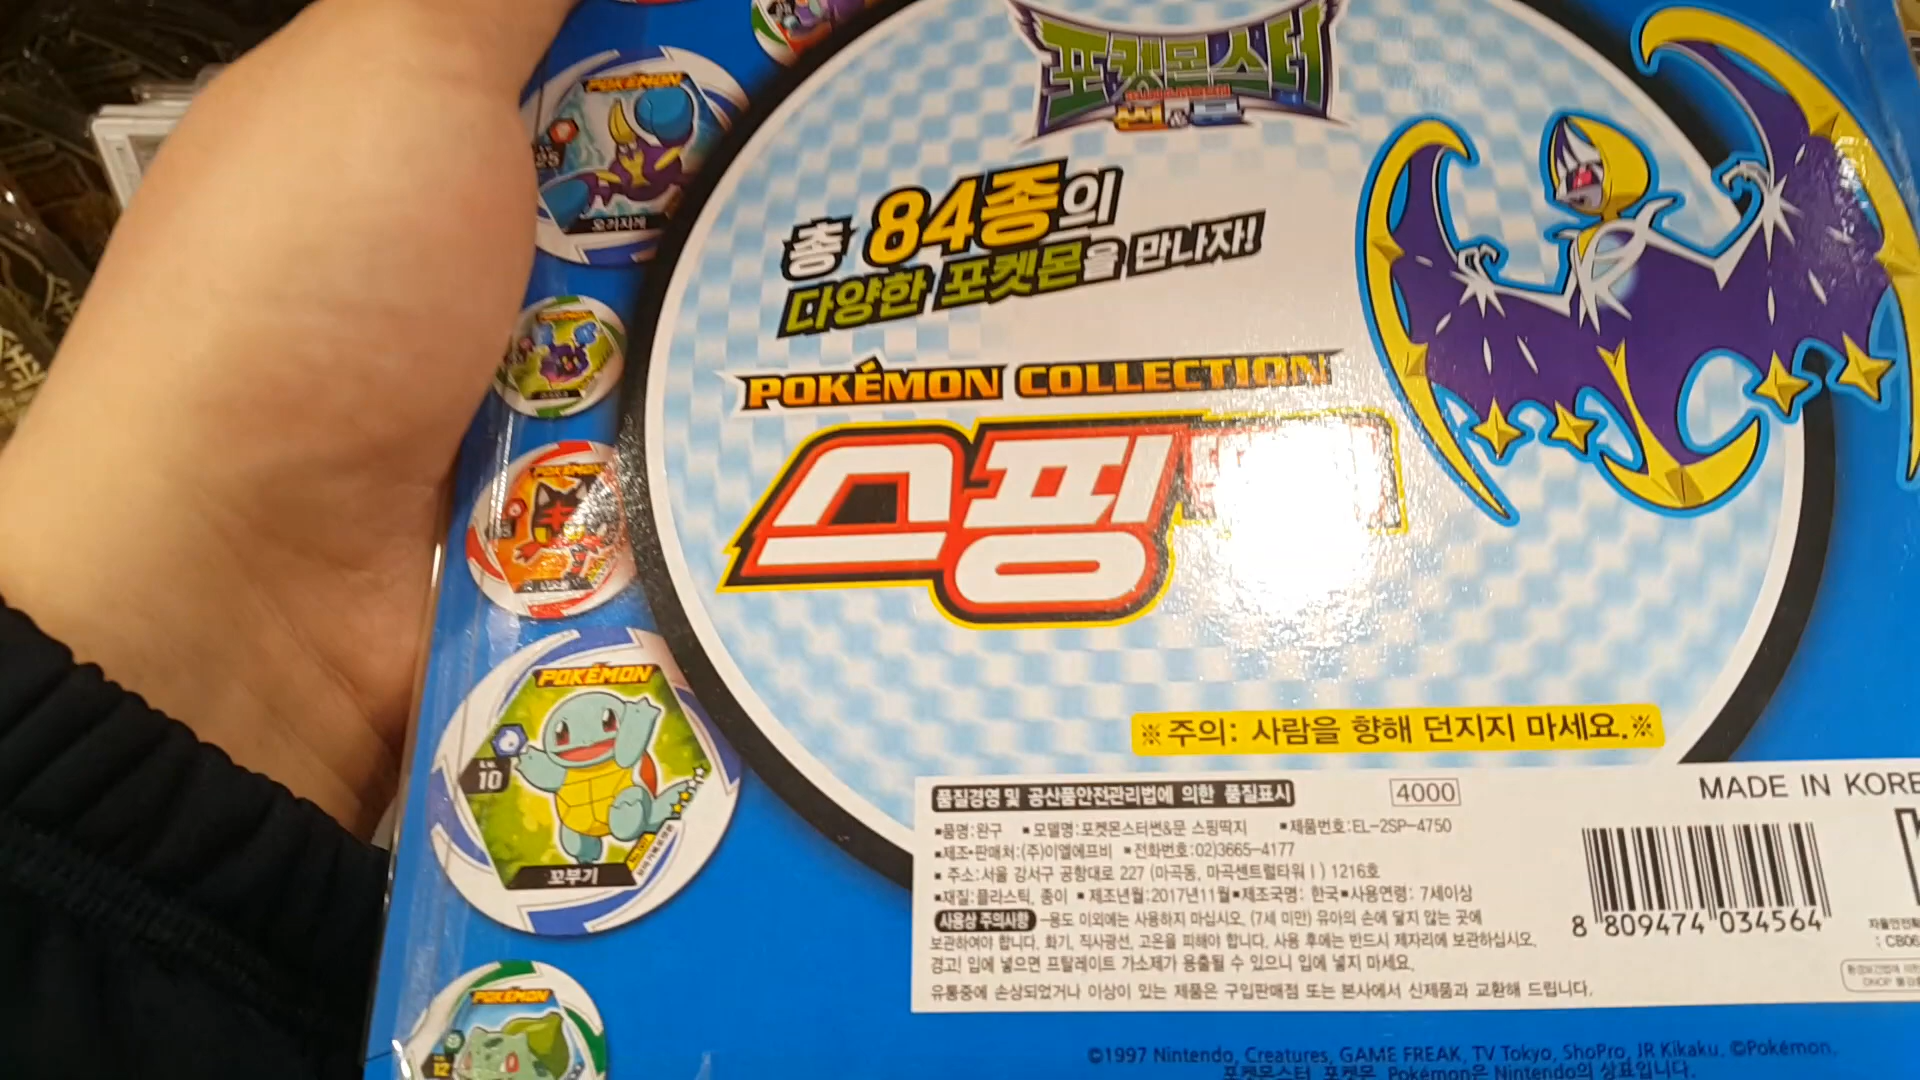 포켓몬스터
썬&문
총 84종의
다양한 포켓몬을 만나자!
POKÉMON COLLECTION
스핑
POKÉMON
25
POKÉMON
POKÉMON
POKÉMON
LV.
10
꼬부기
POKÉMON
12
※주의: 사람을 향해 던지지 마세요.※
품질경영 및 공산품안전관리법에 의한 품질표시
4000
MADE IN KORE
▪품명:완구 ▪모델명:포켓몬스터썬&문 스핑딱지 ▪제품번호:EL-2SP-4750
▪제조•판매처:(주)이엘에프비 ▪전화번호:02)3665-4177
▪주소:서울 강서구 공항대로 227 (마곡동, 마곡센트럴타워Ⅰ) 1216호
▪재질:플라스틱, 종이 ▪제조년월:2017년11월▪제조국명: 한국▪사용연령: 7세이상
사용상 주의사항 -용도 이외에는 사용하지 마십시오. (7세 미만) 유아의 손에 닿지 않는 곳에
보관하여야 합니다. 화기, 직사광선, 고온을 피해야 합니다. 사용 후에는 반드시 제자리에 보관하십시오.
경고! 입에 넣으면 프탈레이트 가소제가 용출될 수 있으니 입에 넣지 마세요.
유통중에 손상되었거나 이상이 있는 제품은 구입판매점 또는 본사에서 신제품과 교환해 드립니다.
8 809474 034564
: CB06
©1997 Nintendo, Creatures, GAME FREAK, TV Tokyo, ShoPro, JR Kikaku. ©Pokémon.
포켓몬스터, 포켓몬, Pokémon은 Nintendo의 상표입니다.